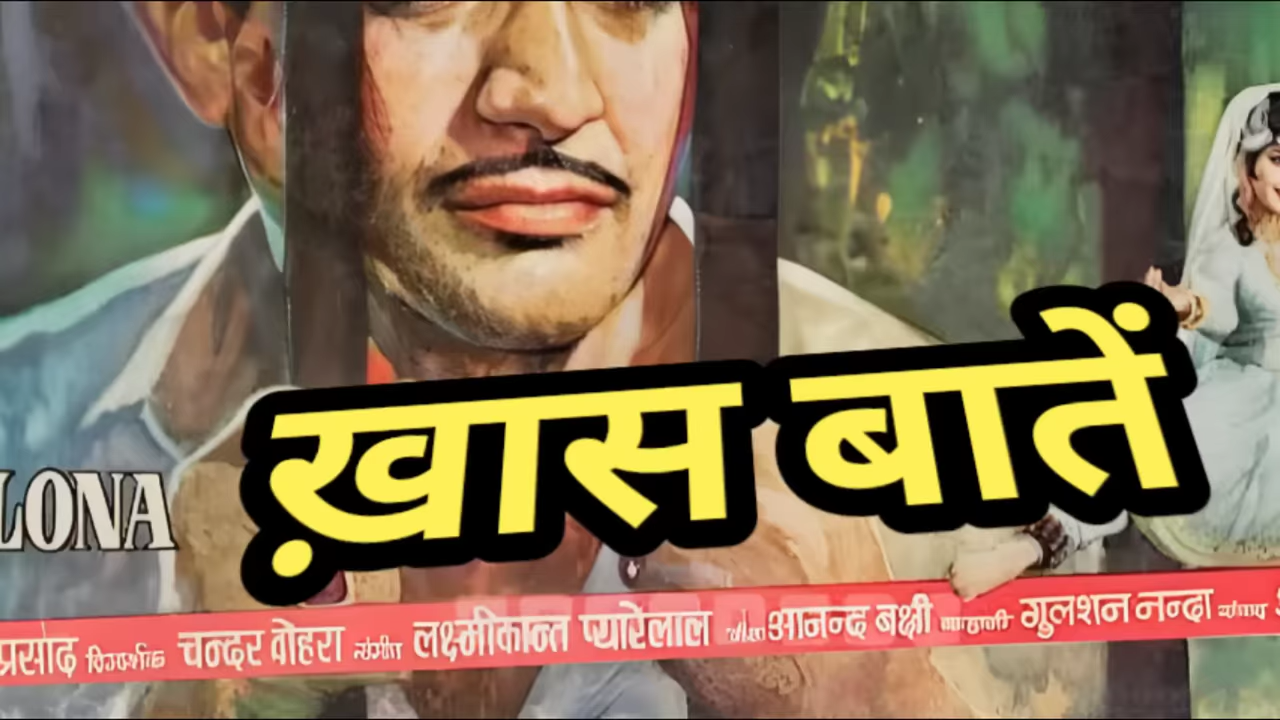 ख़ास बातें
LONA
प्रसाद चन्दर वोहरा संगीत लक्ष्मीकान्त प्यारेलाल आनन्द बक्षी गुलशन नन्दा